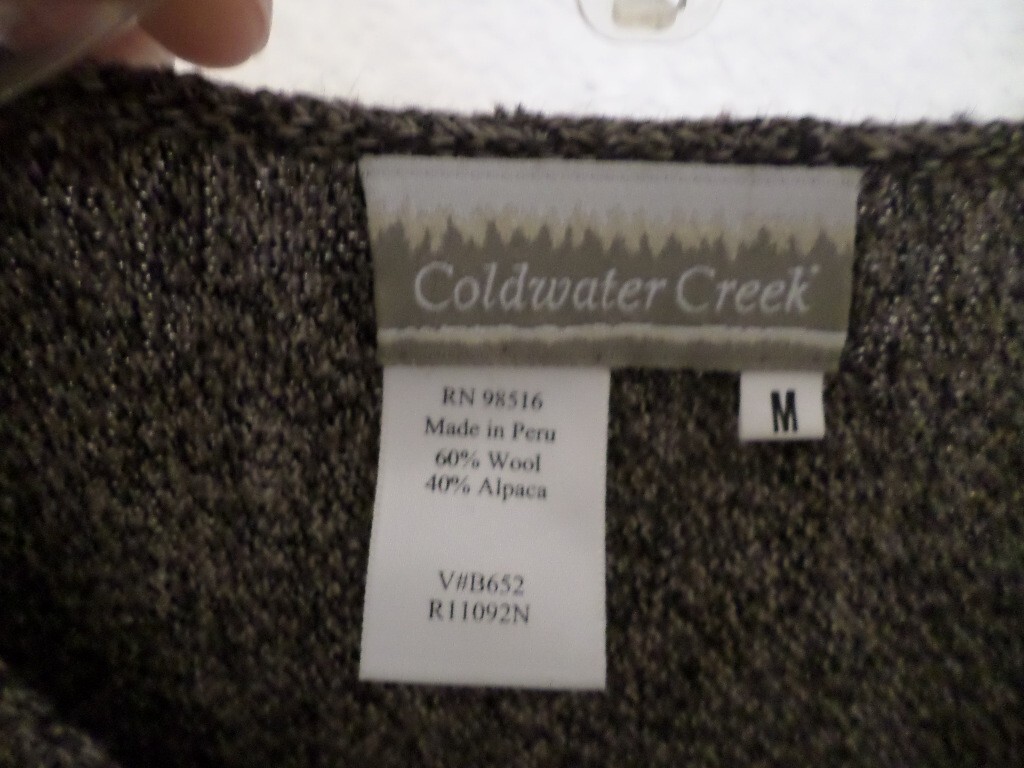 Coldwater Creek
RN 98516
Made in Peru
60% Wool
40% Alpaca
V#B652
R11092N
M